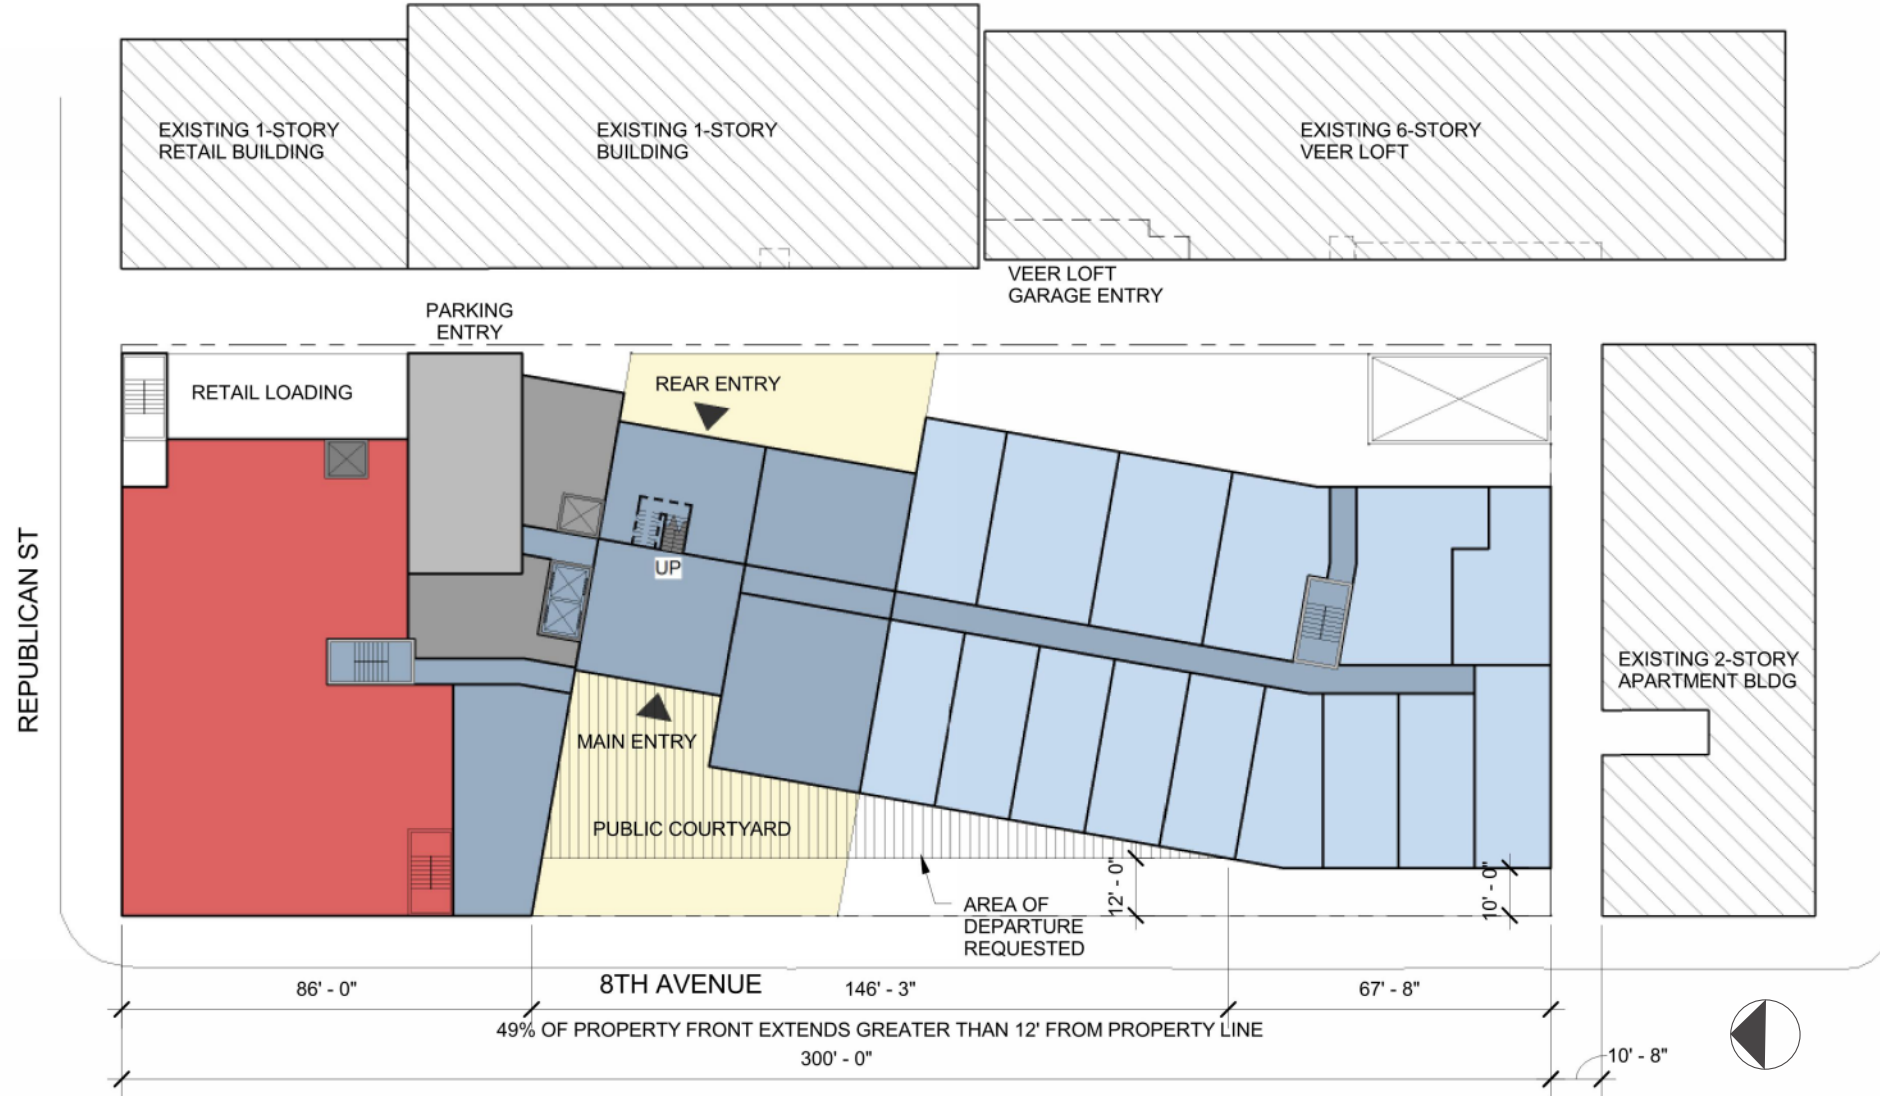 EXISTING 1-STORY
RETAIL BUILDING
EXISTING 1-STORY
BUILDING
EXISTING 6-STORY
VEER LOFT
VEER LOFT
GARAGE ENTRY
PARKING
ENTRY
RETAIL LOADING
REAR ENTRY
UP
REPUBLICAN ST
MAIN ENTRY
PUBLIC COURTYARD
EXISTING 2-STORY
APARTMENT BLDG
12' - 0"
10' - 0"
AREA OF
DEPARTURE
REQUESTED
8TH AVENUE
86' - 0"
146' - 3"
67' - 8"
49% OF PROPERTY FRONT EXTENDS GREATER THAN 12' FROM PROPERTY LINE
300' - 0"
10' - 8"